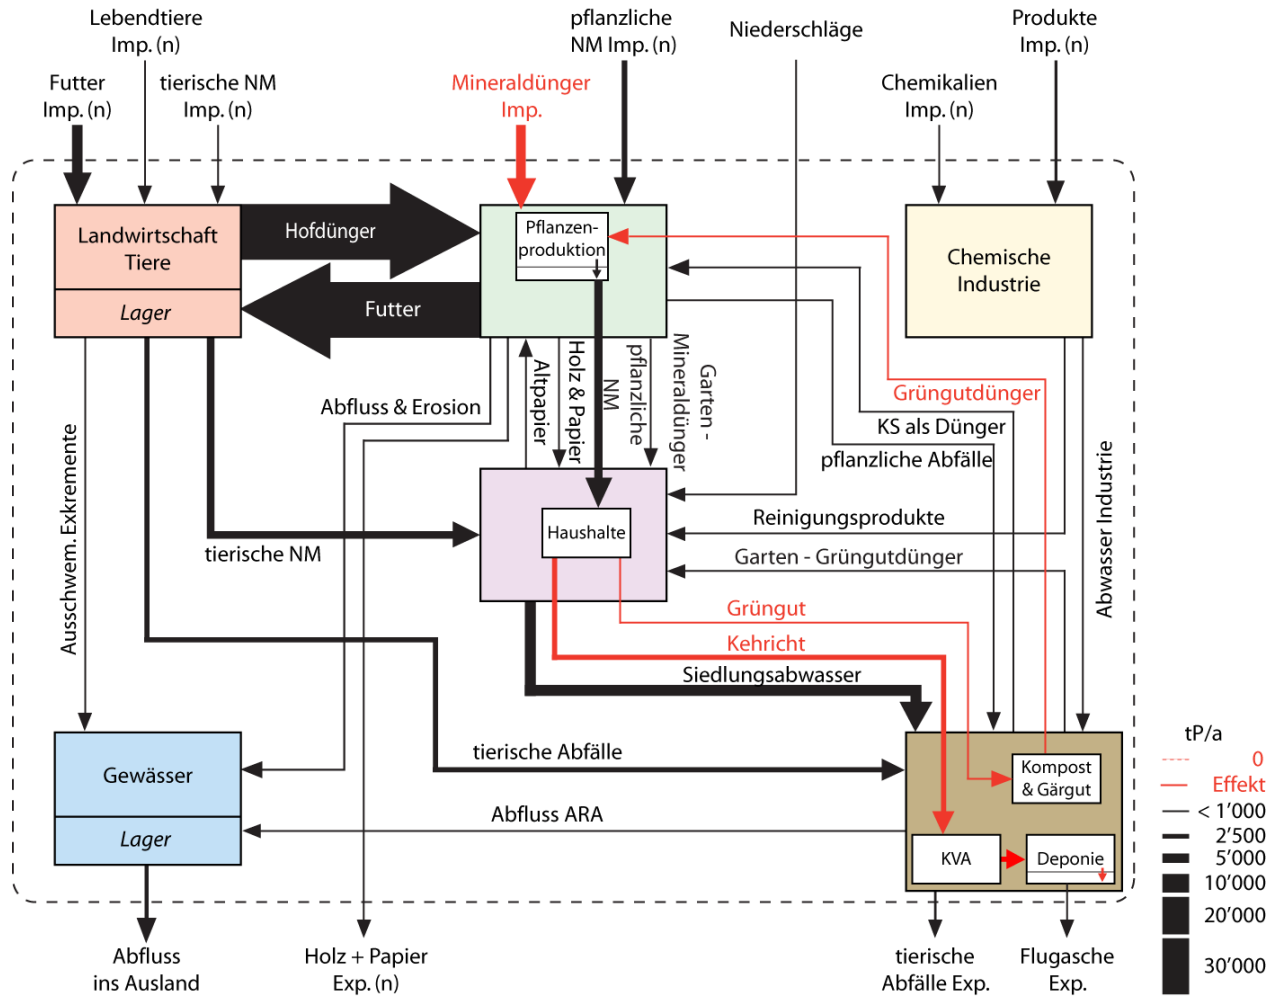 Lebendtiere
Imp. (n)
pflanzliche
NM Imp. (n)
Niederschläge
Produkte
Imp. (n)
Futter
Imp. (n)
tierische NM
Imp. (n)
Mineraldünger
Imp.
Chemikalien
Imp. (n)
Landwirtschaft
Tiere
Lager
Hofdünger
Futter
Pflanzen-
produktion
Chemische
Industrie
Abfluss & Erosion
Altpapier
Holz & Papier
pflanzliche
NM
Garten -
Mineraldünger
Grüngutdünger
KS als Dünger
pflanzliche Abfälle
Ausschwem. Exkremente
tierische NM
Haushalte
Reinigungsprodukte
Garten - Grüngutdünger
Abwasser Industrie
Grüngut
Kehricht
Siedlungsabwasser
Gewässer
Lager
tierische Abfälle
Abfluss ARA
Kompost
& Gärgut
KVA
Deponie
tP/a
0
Effekt
< 1'000
2'500
5'000
10'000
20'000
30'000
Abfluss
ins Ausland
Holz + Papier
Exp. (n)
tierische
Abfälle Exp.
Flugasche
Exp.